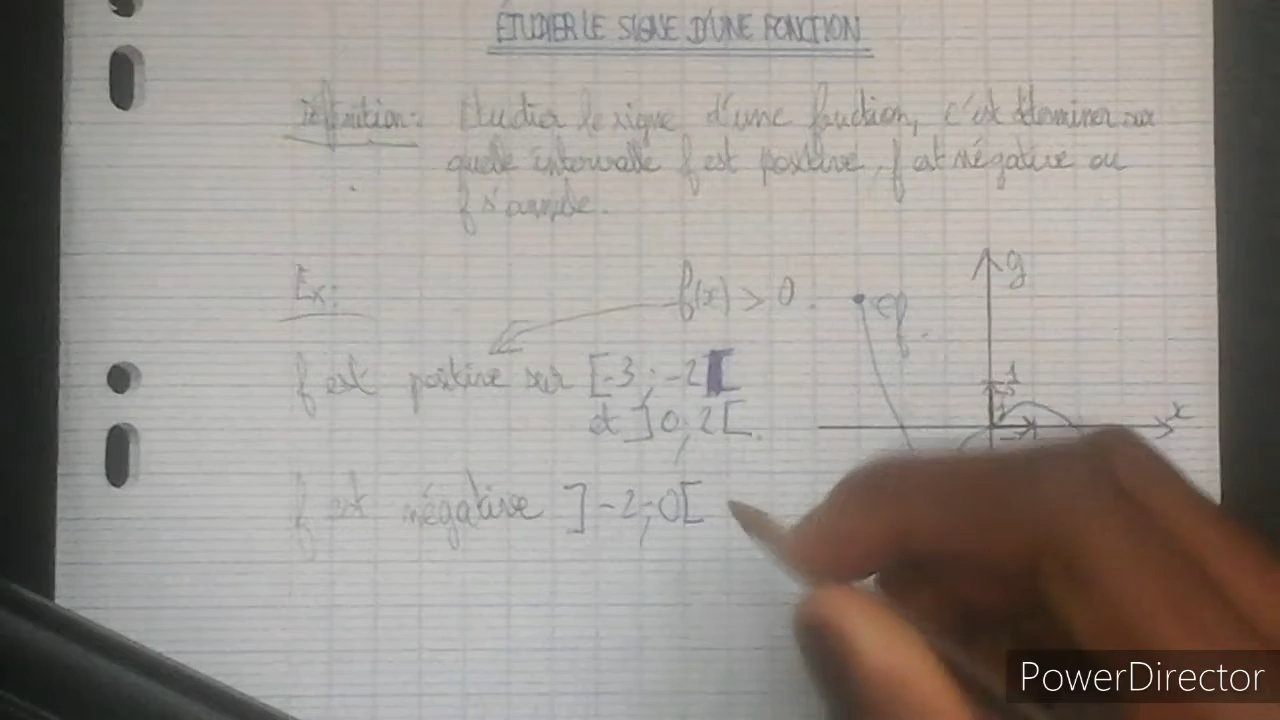 ÉTUDIER LE SIGNE D'UNE FONCTION
Définition: Etudier le signe d'une fonction, c'est déterminer sur
quelle intervalle f est positive, f est négative ou
f s'annule.
Ex:
f(x) > 0.
y
Cf
1
f est positive sur [-3; -2[
et ]0; 2[.
x
1
f est négative ]-2; 0[
PowerDirector